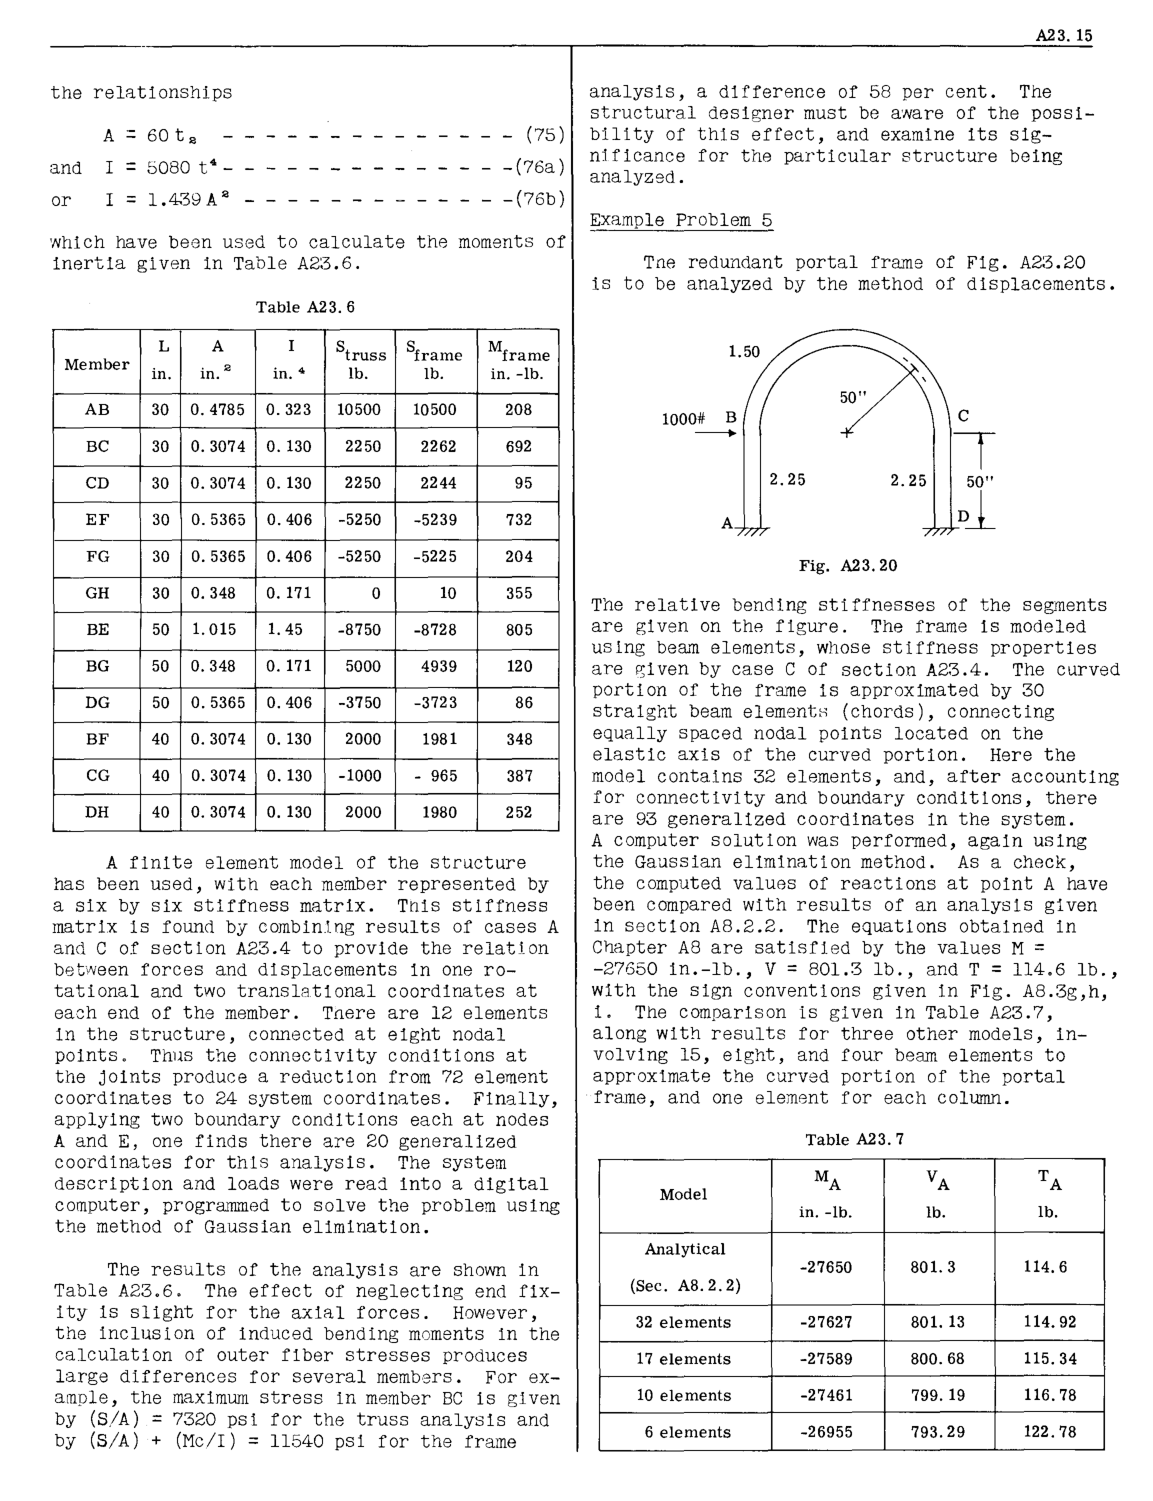 A23. 15
the relationships
A = 60 t₂ - - - - - - - - - - - - - - (75)
and I = 5080 t⁴ - - - - - - - - - - - - - -(76a)
or I = 1.439 A² - - - - - - - - - - - - -(76b)
which have been used to calculate the moments of
inertia given in Table A23.6.
Table A23. 6
Member L in. A in.² I in.⁴ S truss lb. S frame lb. M frame in. -lb.
AB 30 0. 4785 0. 323 10500 10500 208
BC 30 0. 3074 0. 130 2250 2262 692
CD 30 0. 3074 0. 130 2250 2244 95
EF 30 0. 5365 0. 406 -5250 -5239 732
FG 30 0. 5365 0. 406 -5250 -5225 204
GH 30 0. 348 0. 171 0 10 355
BE 50 1. 015 1. 45 -8750 -8728 805
BG 50 0. 348 0. 171 5000 4939 120
DG 50 0. 5365 0. 406 -3750 -3723 86
BF 40 0. 3074 0. 130 2000 1981 348
CG 40 0. 3074 0. 130 -1000 - 965 387
DH 40 0. 3074 0. 130 2000 1980 252
A finite element model of the structure
has been used, with each member represented by
a six by six stiffness matrix. This stiffness
matrix is found by combining results of cases A
and C of section A23.4 to provide the relation
between forces and displacements in one ro-
tational and two translational coordinates at
each end of the member. There are 12 elements
in the structure, connected at eight nodal
points. Thus the connectivity conditions at
the joints produce a reduction from 72 element
coordinates to 24 system coordinates. Finally,
applying two boundary conditions each at nodes
A and E, one finds there are 20 generalized
coordinates for this analysis. The system
description and loads were read into a digital
computer, programmed to solve the problem using
the method of Gaussian elimination.
The results of the analysis are shown in
Table A23.6. The effect of neglecting end fix-
ity is slight for the axial forces. However,
the inclusion of induced bending moments in the
calculation of outer fiber stresses produces
large differences for several members. For ex-
ample, the maximum stress in member BC is given
by (S/A) = 7320 psi for the truss analysis and
by (S/A) + (Mc/I) = 11540 psi for the frame
analysis, a difference of 58 per cent. The
structural designer must be aware of the possi-
bility of this effect, and examine its sig-
nificance for the particular structure being
analyzed.
Example Problem 5
The redundant portal frame of Fig. A23.20
is to be analyzed by the method of displacements.
1.50
50"
1000# B C
2.25 2.25 50"
A D
Fig. A23.20
The relative bending stiffnesses of the segments
are given on the figure. The frame is modeled
using beam elements, whose stiffness properties
are given by case C of section A23.4. The curved
portion of the frame is approximated by 30
straight beam elements (chords), connecting
equally spaced nodal points located on the
elastic axis of the curved portion. Here the
model contains 32 elements, and, after accounting
for connectivity and boundary conditions, there
are 93 generalized coordinates in the system.
A computer solution was performed, again using
the Gaussian elimination method. As a check,
the computed values of reactions at point A have
been compared with results of an analysis given
in section A8.2.2. The equations obtained in
Chapter A8 are satisfied by the values M =
-27650 in.-lb., V = 801.3 lb., and T = 114.6 lb.,
with the sign conventions given in Fig. A8.3g,h,
i. The comparison is given in Table A23.7,
along with results for three other models, in-
volving 15, eight, and four beam elements to
approximate the curved portion of the portal
frame, and one element for each column.
Table A23. 7
Model M A in. -lb. V A lb. T A lb.
Analytical (Sec. A8. 2. 2) -27650 801. 3 114. 6
32 elements -27627 801. 13 114. 92
17 elements -27589 800. 68 115. 34
10 elements -27461 799. 19 116. 78
6 elements -26955 793. 29 122. 78